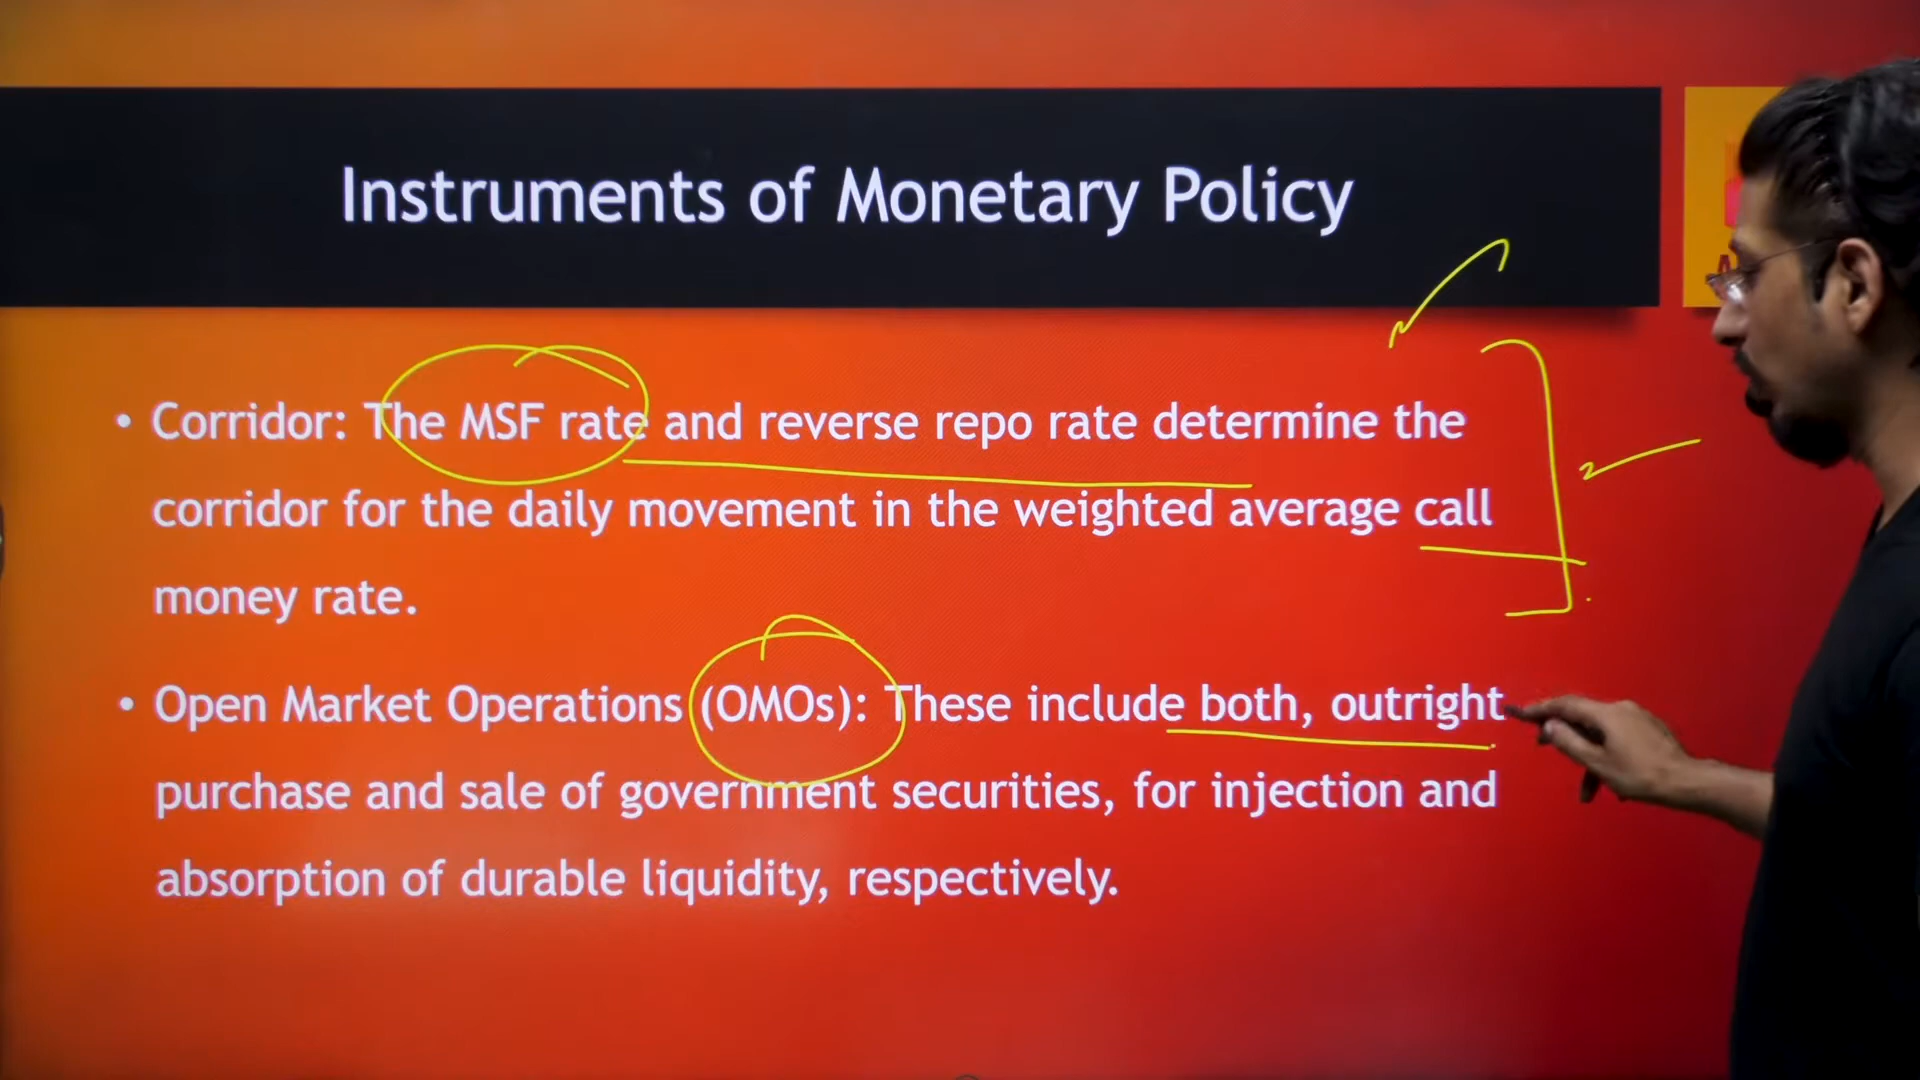 Instruments of Monetary Policy
• Corridor: The MSF rate and reverse repo rate determine the
corridor for the daily movement in the weighted average call
money rate.
• Open Market Operations (OMOs): These include both, outright
purchase and sale of government securities, for injection and
absorption of durable liquidity, respectively.